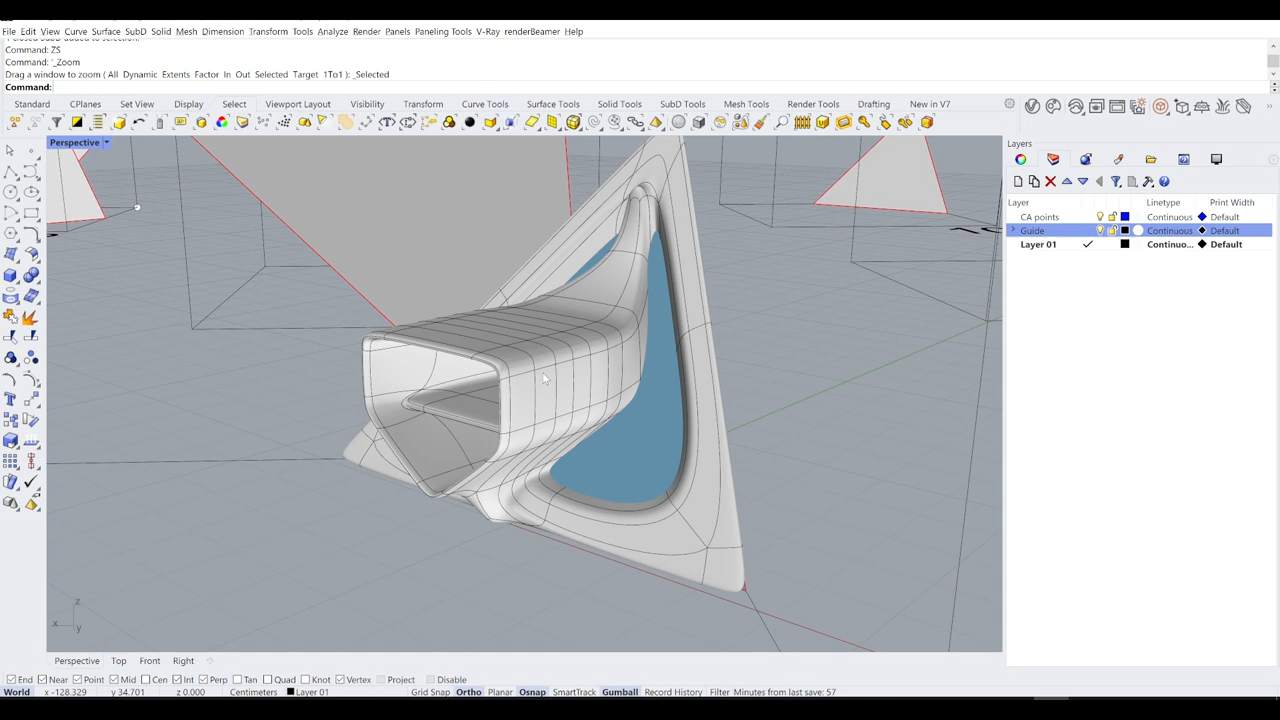 File Edit View Curve Surface SubD Solid Mesh Dimension Transform Tools Analyze Render Panels Paneling Tools V-Ray renderBeamer Help
Command: ZS
Command: '_Zoom
Drag a window to zoom ( All Dynamic Extents Factor In Out Selected Target 1To1 ): _Selected
Command:
Standard CPlanes Set View Display Select Viewport Layout Visibility Transform Curve Tools Surface Tools Solid Tools SubD Tools Mesh Tools Render Tools Drafting New in V7
Perspective
Layers
Layer Linetype Print Width
CA points Continuous Default
Guide Continuous Default
Layer 01 Continuo... Default
z
x
y
Perspective Top Front Right
End Near Point Mid Cen Int Perp Tan Quad Knot Vertex Project Disable
World x -128.329 y 34.701 z 0.000 Centimeters Layer 01 Grid Snap Ortho Planar Osnap SmartTrack Gumball Record History Filter Minutes from last save: 57